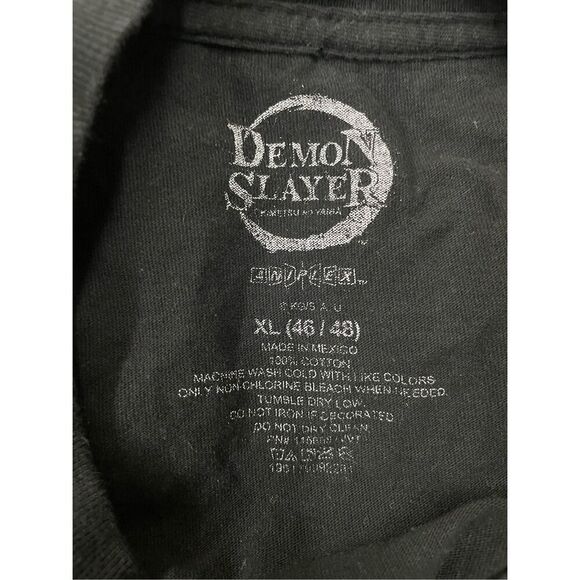 DEMON
SLAYER
KIMETSU NO YAIBA
ANIPLEX
© KG/S, A, U
XL (46 / 48)
MADE IN MEXICO
100% COTTON
MACHINE WASH COLD WITH LIKE COLORS
ONLY NON-CHLORINE BLEACH WHEN NEEDED.
TUMBLE DRY LOW.
DO NOT IRON IF DECORATED
DO NOT DRY CLEAN.